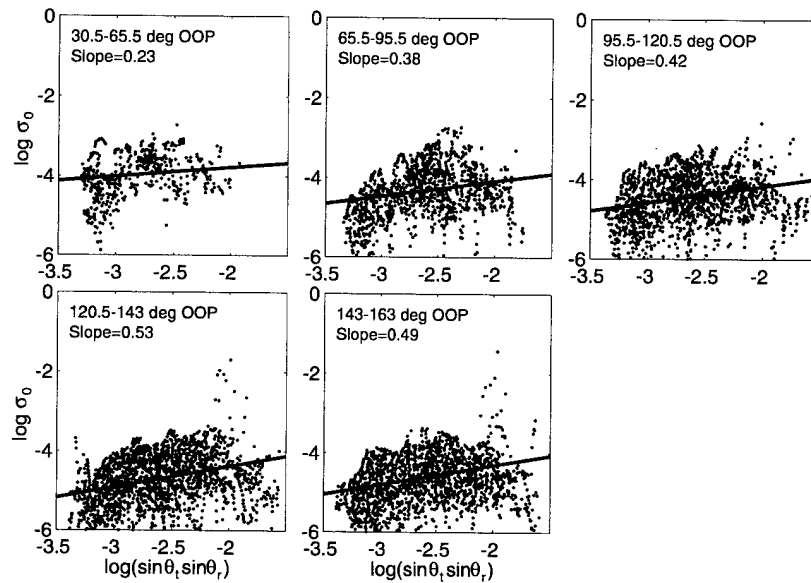 0
30.5-65.5 deg OOP
Slope=0.23
-2
log σ₀
-4
-6
-3.5 -3 -2.5 -2
0
65.5-95.5 deg OOP
Slope=0.38
-2
-4
-6
-3.5 -3 -2.5 -2
0
95.5-120.5 deg OOP
Slope=0.42
-2
-4
-6
-3.5 -3 -2.5 -2
0
120.5-143 deg OOP
Slope=0.53
-2
log σ₀
-4
-6
-3.5 -3 -2.5 -2
log(sinθₜsinθᵣ)
0
143-163 deg OOP
Slope=0.49
-2
-4
-6
-3.5 -3 -2.5 -2
log(sinθₜsinθᵣ)